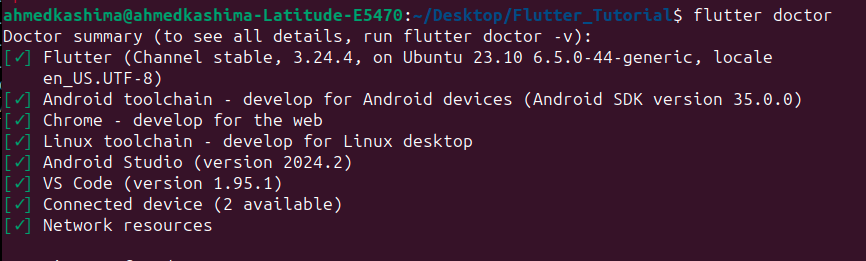 ahmedkashima@ahmedkashima-Latitude-E5470:~/Desktop/Flutter_Tutorial$ flutter doctor
Doctor summary (to see all details, run flutter doctor -v):
[✓] Flutter (Channel stable, 3.24.4, on Ubuntu 23.10 6.5.0-44-generic, locale
    en_US.UTF-8)
[✓] Android toolchain - develop for Android devices (Android SDK version 35.0.0)
[✓] Chrome - develop for the web
[✓] Linux toolchain - develop for Linux desktop
[✓] Android Studio (version 2024.2)
[✓] VS Code (version 1.95.1)
[✓] Connected device (2 available)
[✓] Network resources